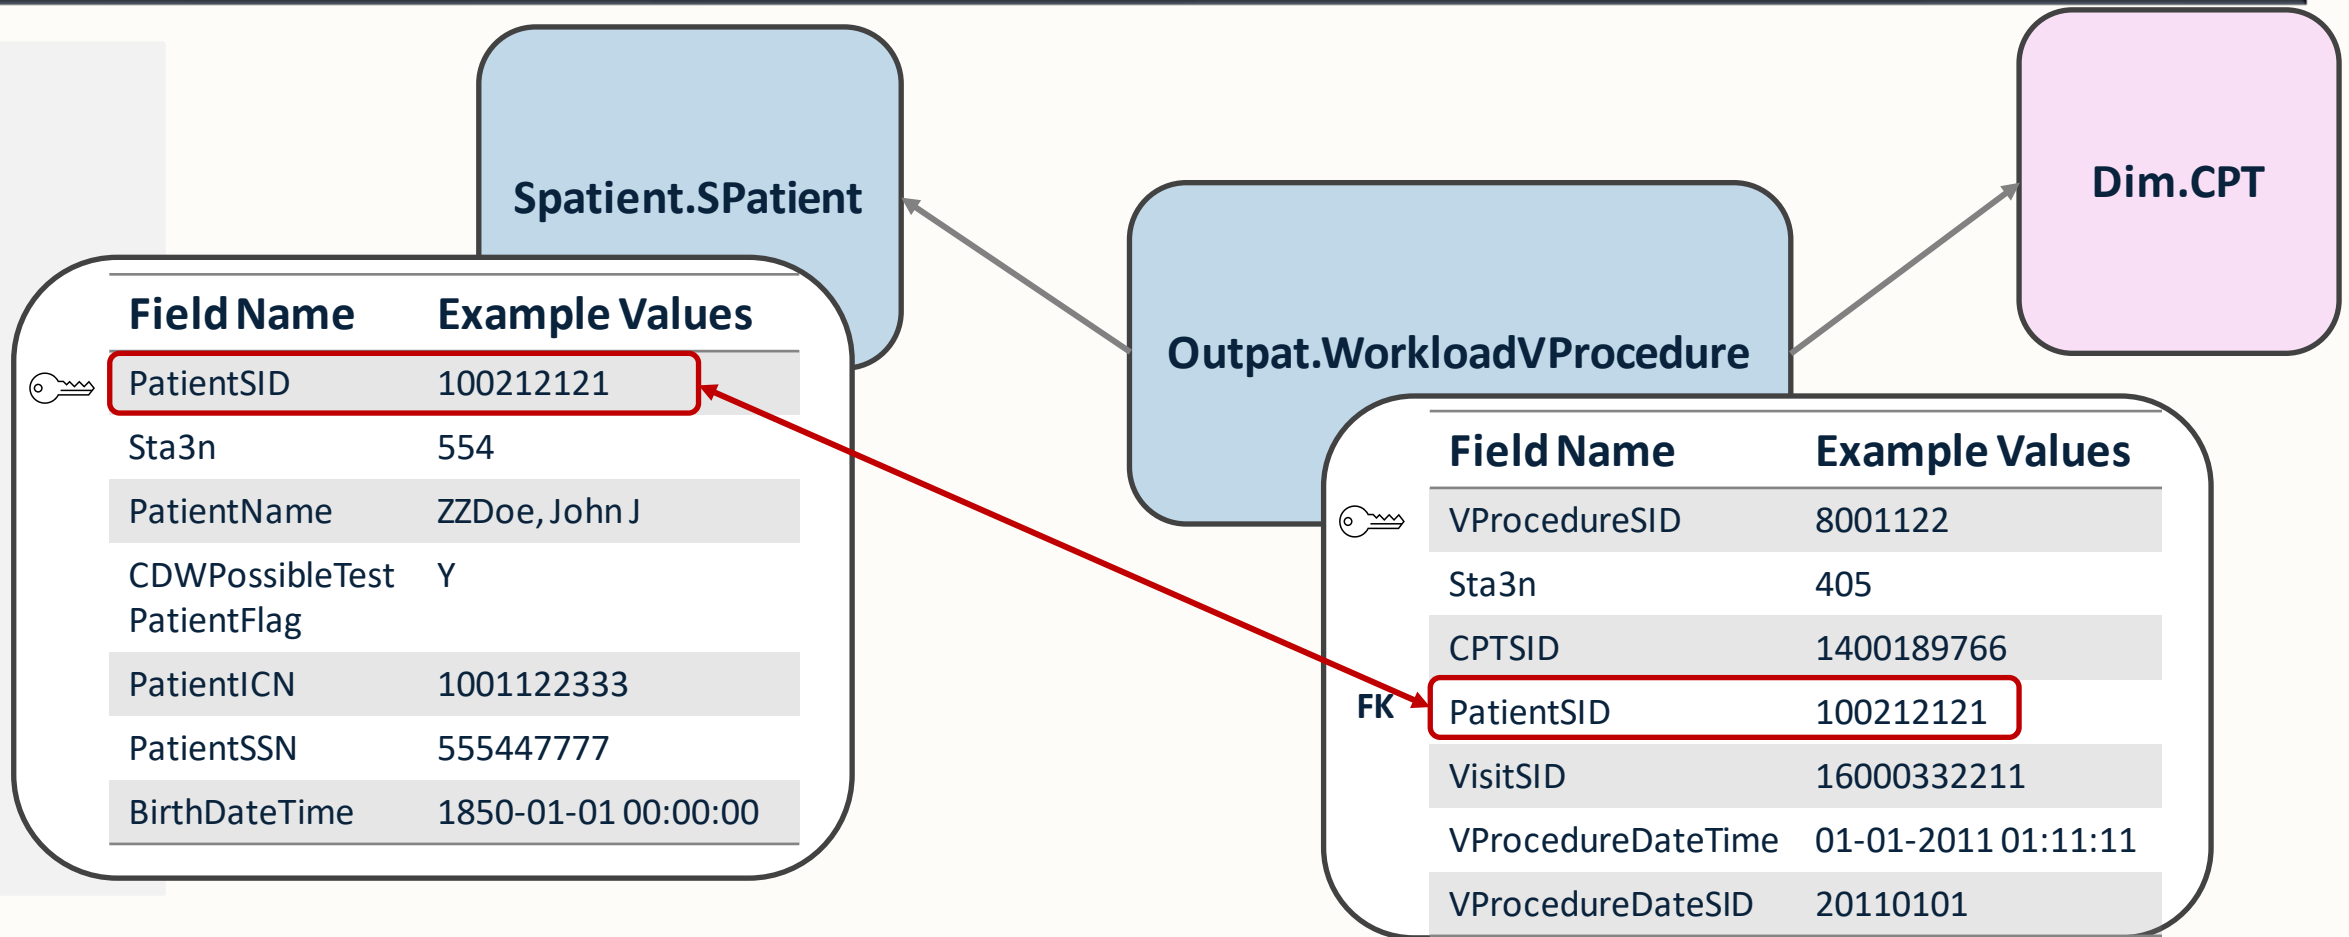 Spatient.SPatient
Outpat.WorkloadVProcedure
Dim.CPT
Field Name Example Values
PatientSID 100212121
Sta3n 554
PatientName ZZDoe, John J
CDWPossibleTest Y
PatientFlag
PatientICN 1001122333
PatientSSN 555447777
BirthDateTime 1850-01-01 00:00:00
Field Name Example Values
VProcedureSID 8001122
Sta3n 405
CPTSID 1400189766
FK PatientSID 100212121
VisitSID 16000332211
VProcedureDateTime 01-01-2011 01:11:11
VProcedureDateSID 20110101